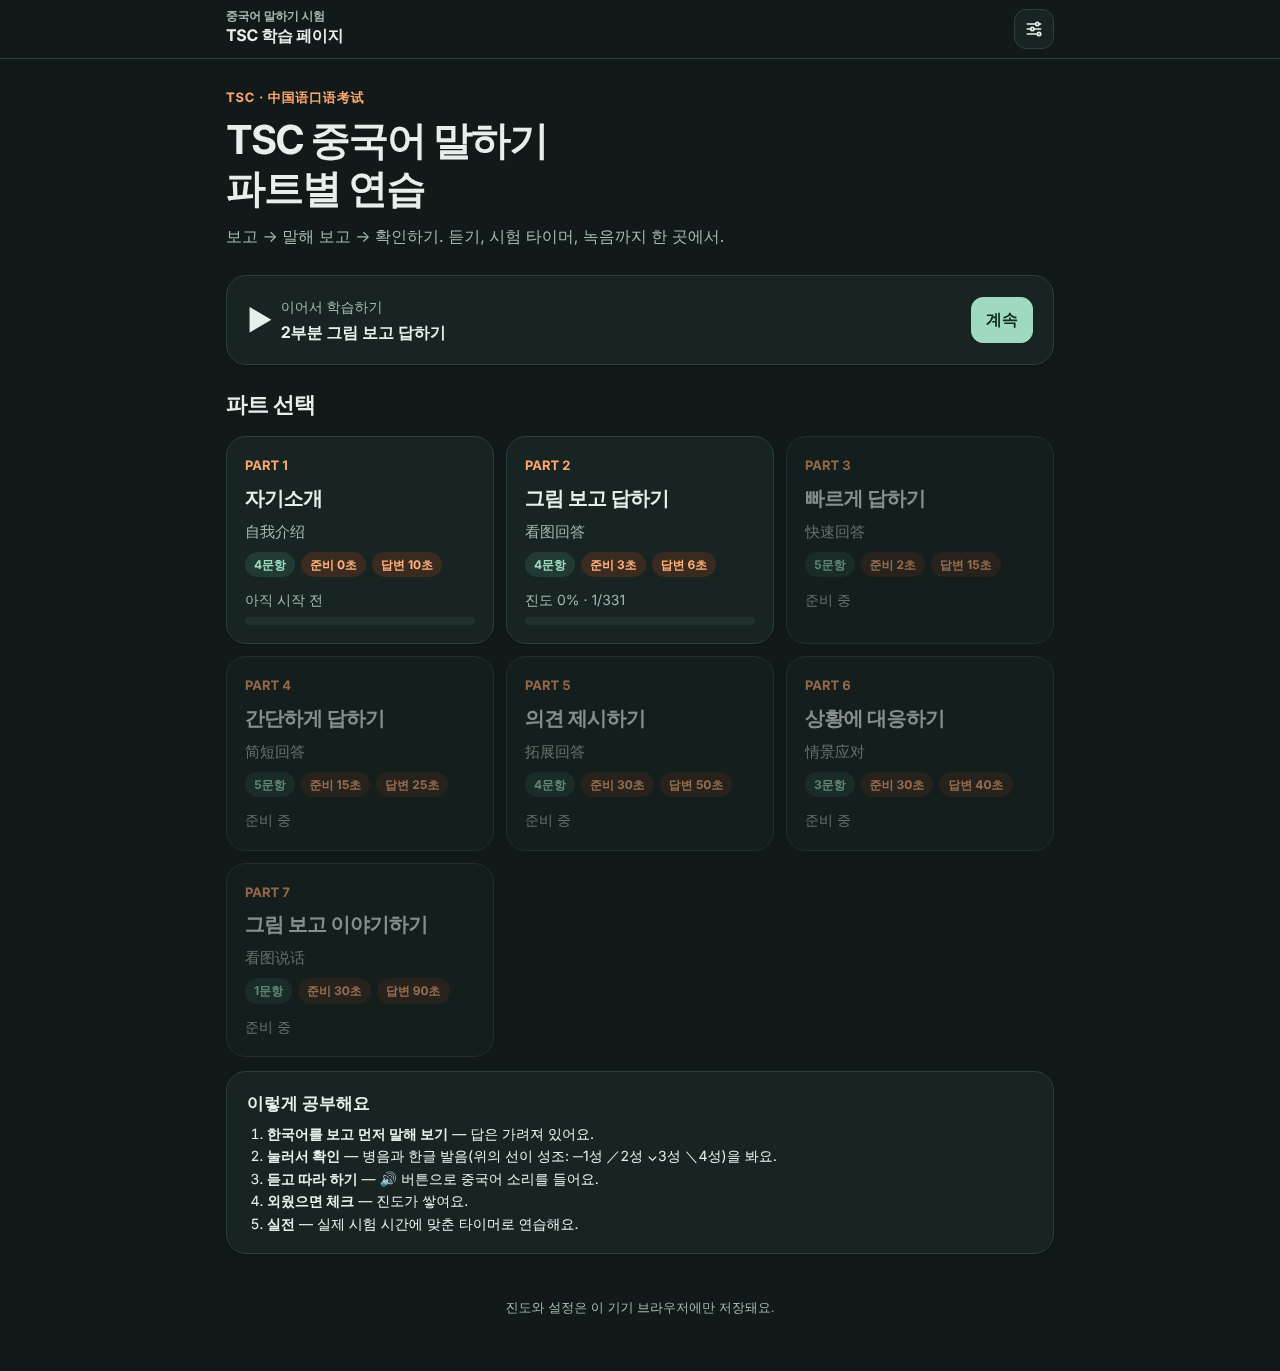 중국어 말하기 시험
TSC 학습 페이지
TSC · 中国语口语考试
TSC 중국어 말하기
파트별 연습
보고 → 말해 보고 → 확인하기. 듣기, 시험 타이머, 녹음까지 한 곳에서.
▶ 이어서 학습하기
2부분 그림 보고 답하기
계속
파트 선택
PART 1
자기소개
自我介绍
4문항 준비 0초 답변 10초
아직 시작 전
PART 2
그림 보고 답하기
看图回答
4문항 준비 3초 답변 6초
진도 0% · 1/331
PART 3
빠르게 답하기
快速回答
5문항 준비 2초 답변 15초
준비 중
PART 4
간단하게 답하기
简短回答
5문항 준비 15초 답변 25초
준비 중
PART 5
의견 제시하기
拓展回答
4문항 준비 30초 답변 50초
준비 중
PART 6
상황에 대응하기
情景应对
3문항 준비 30초 답변 40초
준비 중
PART 7
그림 보고 이야기하기
看图说话
1문항 준비 30초 답변 90초
준비 중
이렇게 공부해요
1. 한국어를 보고 먼저 말해 보기 — 답은 가려져 있어요.
2. 눌러서 확인 — 병음과 한글 발음(위의 선이 성조: ─1성 ╱2성 ⌵3성 ╲4성)을 봐요.
3. 듣고 따라 하기 — 🔊 버튼으로 중국어 소리를 들어요.
4. 외웠으면 체크 — 진도가 쌓여요.
5. 실전 — 실제 시험 시간에 맞춘 타이머로 연습해요.
진도와 설정은 이 기기 브라우저에만 저장돼요.